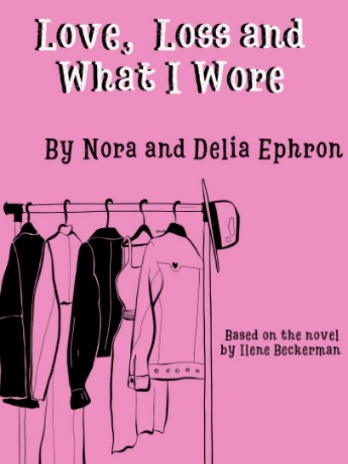 Love, Loss and
What I Wore
By Nora and Delia Ephron
Based on the novel
by Ilene Beckerman